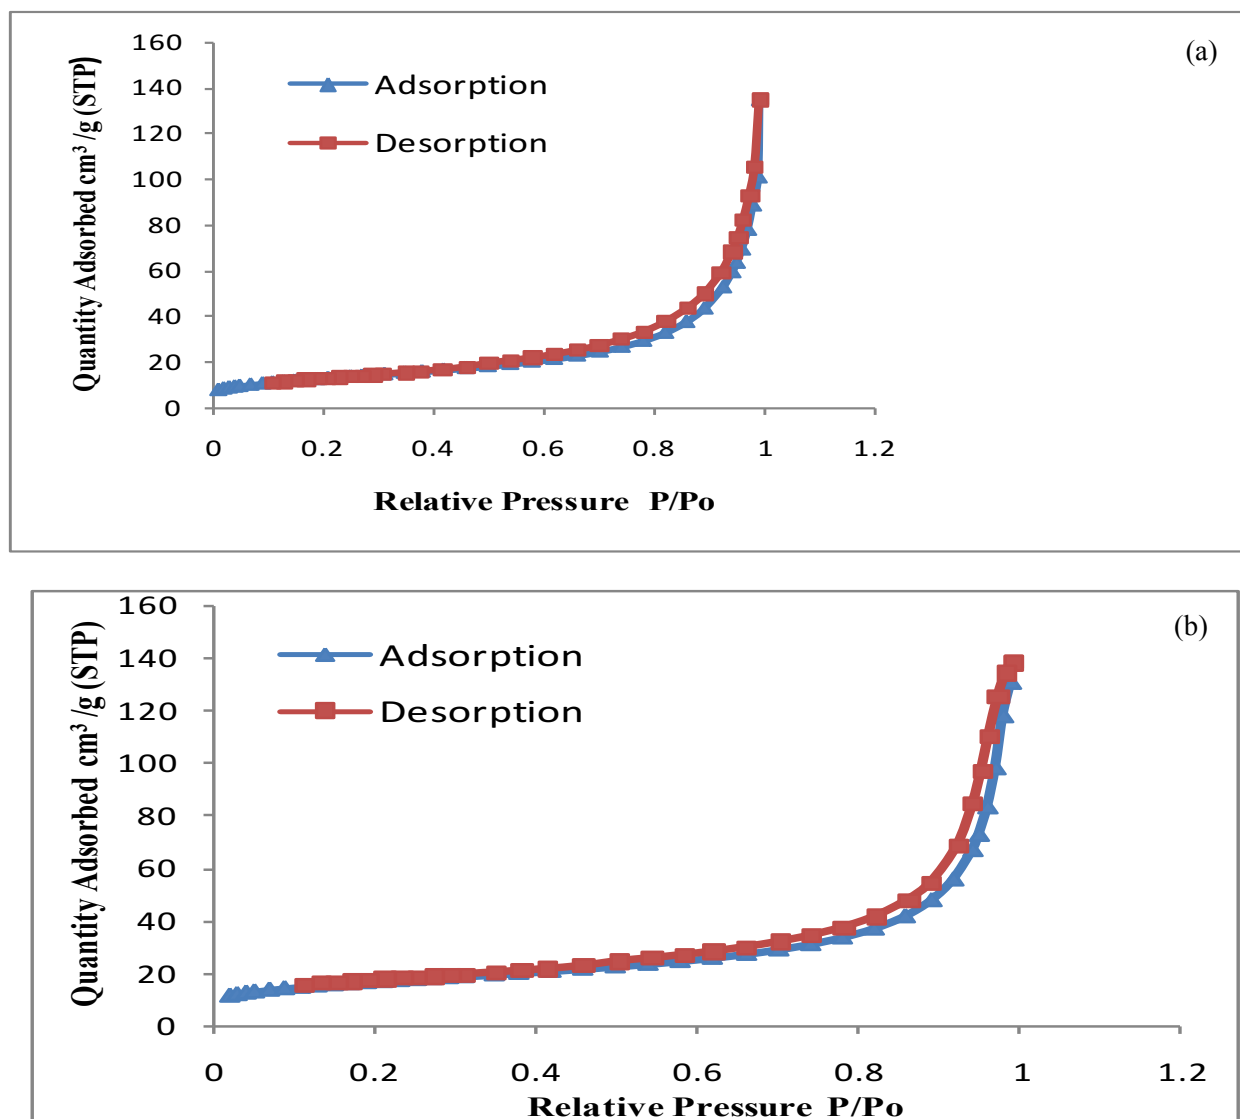 (a)
Quantity Adsorbed cm³/g (STP)
160
140
120
100
80
60
40
20
0
Adsorption
Desorption
0 0.2 0.4 0.6 0.8 1 1.2
Relative Pressure P/Po
(b)
Quantity Adsorbed cm³/g (STP)
160
140
120
100
80
60
40
20
0
Adsorption
Desorption
0 0.2 0.4 0.6 0.8 1 1.2
Relative Pressure P/Po